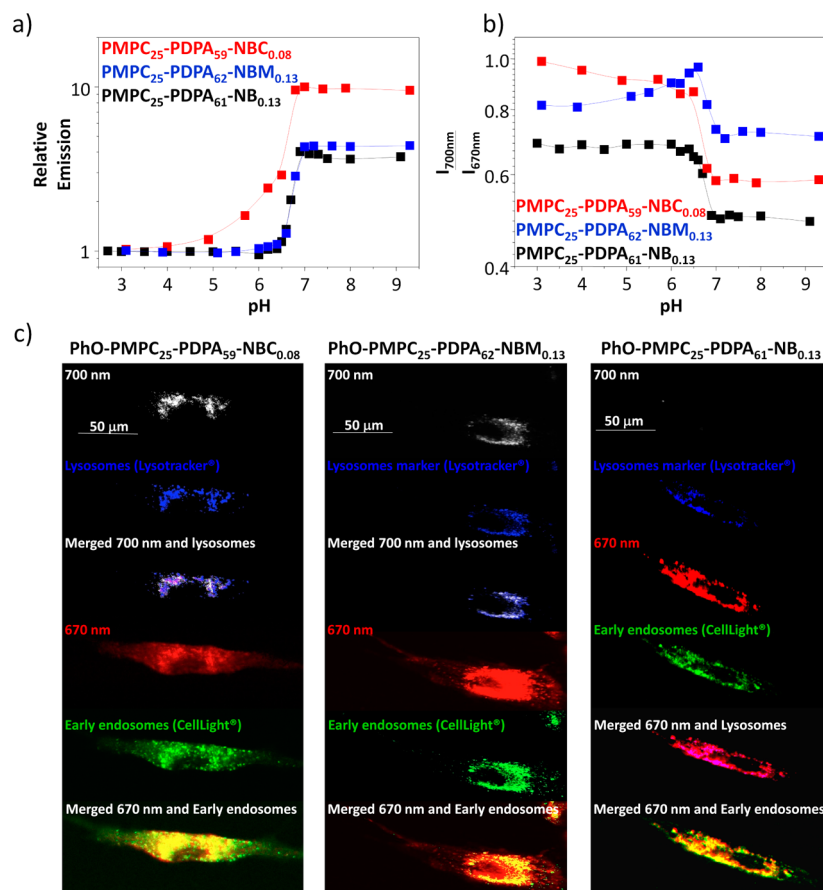 a)
PMPC25-PDPA59-NBC0.08
PMPC25-PDPA62-NBM0.13
PMPC25-PDPA61-NB0.13
Relative
Emission
10
1
3 4 5 6 7 8 9
pH
b)
I700nm
I670nm
1.0
0.8
0.6
0.4
PMPC25-PDPA59-NBC0.08
PMPC25-PDPA62-NBM0.13
PMPC25-PDPA61-NB0.13
3 4 5 6 7 8 9
pH
c)
PhO-PMPC25-PDPA59-NBC0.08
700 nm
50 μm
Lysosomes (Lysotracker®)
Merged 700 nm and lysosomes
670 nm
Early endosomes (CellLight®)
Merged 670 nm and Early endosomes
PhO-PMPC25-PDPA62-NBM0.13
700 nm
50 μm
Lysosomes marker (Lysotracker®)
Merged 700 nm and lysosomes
670 nm
Early endosomes (CellLight®)
Merged 670 nm and Early endosomes
PhO-PMPC25-PDPA61-NB0.13
700 nm
50 μm
Lysosomes marker (Lysotracker®)
670 nm
Early endosomes (CellLight®)
Merged 670 nm and Lysosomes
Merged 670 nm and Early endosomes